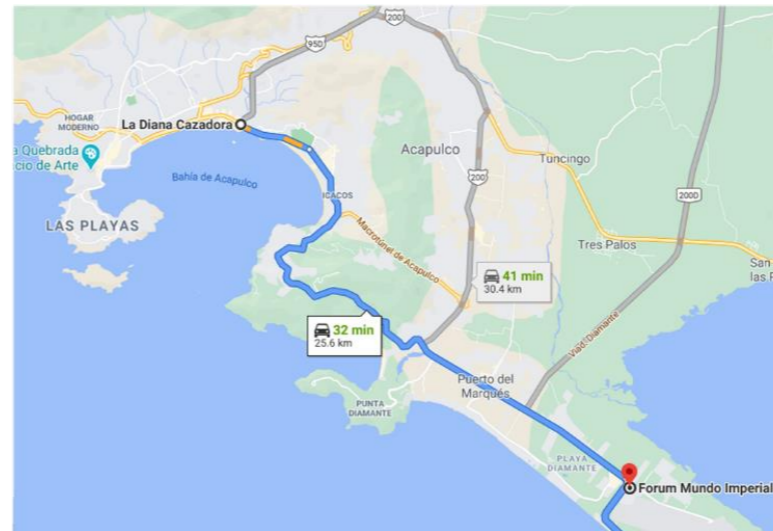 200
95D
HOGAR
MODERNO
La Diana Cazadora
a Quebrada
cio de Arte
Bahía de Acapulco
LAS PLAYAS
ICACOS
Acapulco
200
Tuncingo
200D
Macrotúnel de Acapulco
Tres Palos
San
las P
41 min
30.4 km
32 min
25.6 km
Viad. Diamante
Puerto del
Marqués
PUNTA
DIAMANTE
PLAYA
DIAMANTE
Forum Mundo Imperial